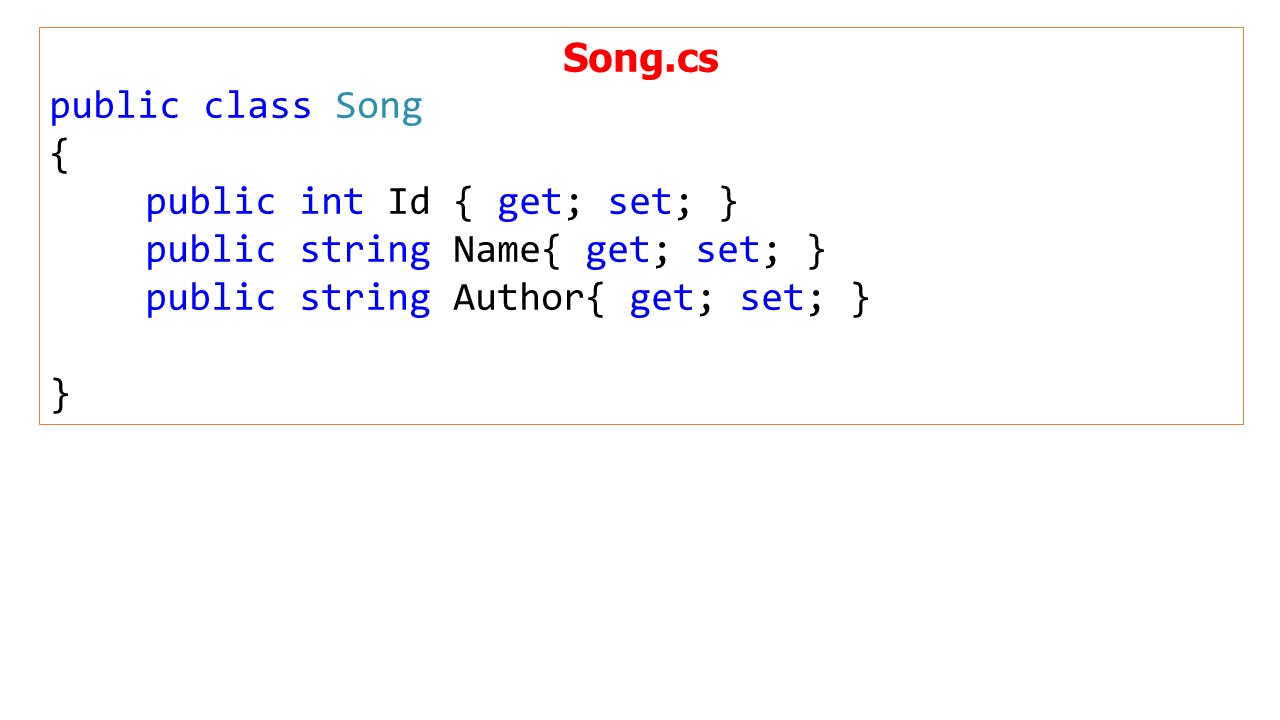 Song.cs
public class Song
{
public int Id { get; set; }
public string Name{ get; set; }
public string Author{ get; set; }
}